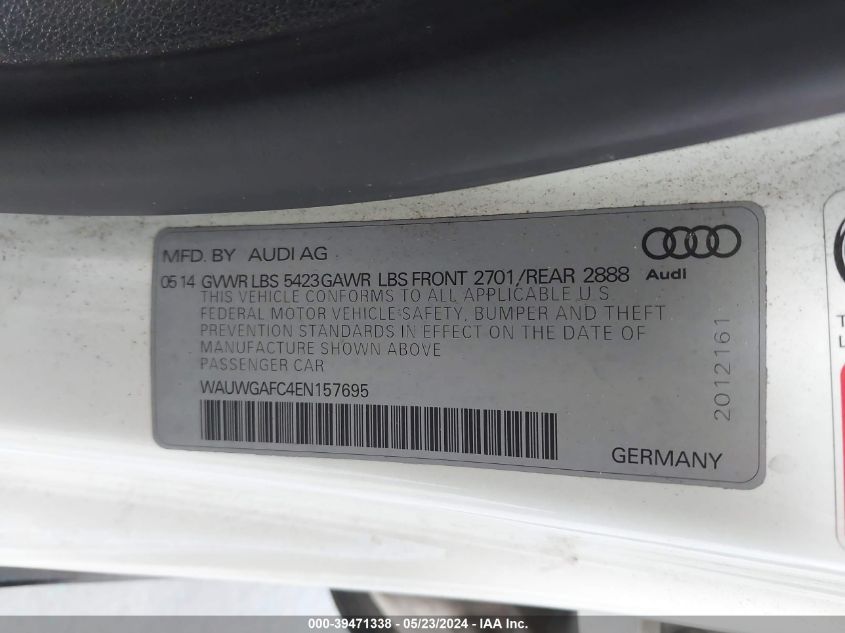 MFD. BY AUDI AG
0514 GVWR LBS 5423 GAWR LBS FRONT 2701/REAR 2888
Audi
THIS VEHICLE CONFORMS TO ALL APPLICABLE U.S
FEDERAL MOTOR VEHICLE SAFETY, BUMPER AND THEFT
PREVENTION STANDARDS IN EFFECT ON THE DATE OF
MANUFACTURE SHOWN ABOVE
PASSENGER CAR
WAUWGAFC4EN157695
2012161
GERMANY
T
L
000-39471338 - 05/23/2024 - IAA Inc.